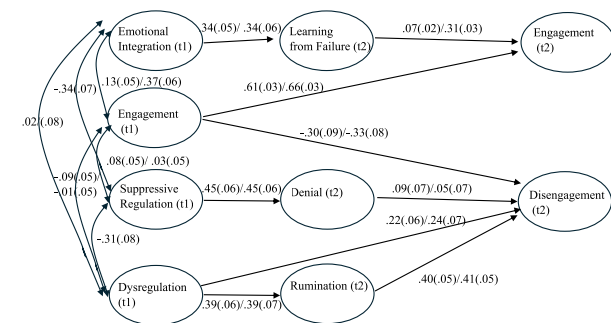 Emotional
Integration (t1)
.34(.05)/ .34(.06)
Learning
from Failure (t2)
.07(.02)/.31(.03)
Engagement
(t2)
-.34(.07)
.13(.05)/.37(.06)
.61(.03)/.66(.03)
.02/(.08)
Engagement
(t1)
-.30(.09)/-.33(.08)
.08(.05)/ .03(.05)
-.09(.05)/
-.01(.05)
Suppressive
Regulation (t1)
.45(.06)/.45(.06)
Denial (t2)
.09(.07)/.05(.07)
Disengagement
(t2)
.22(.06)/.24(.07)
-.31(.08)
Dysregulation
(t1)
.39(.06)/.39(.07)
Rumination (t2)
.40(.05)/.41(.05)